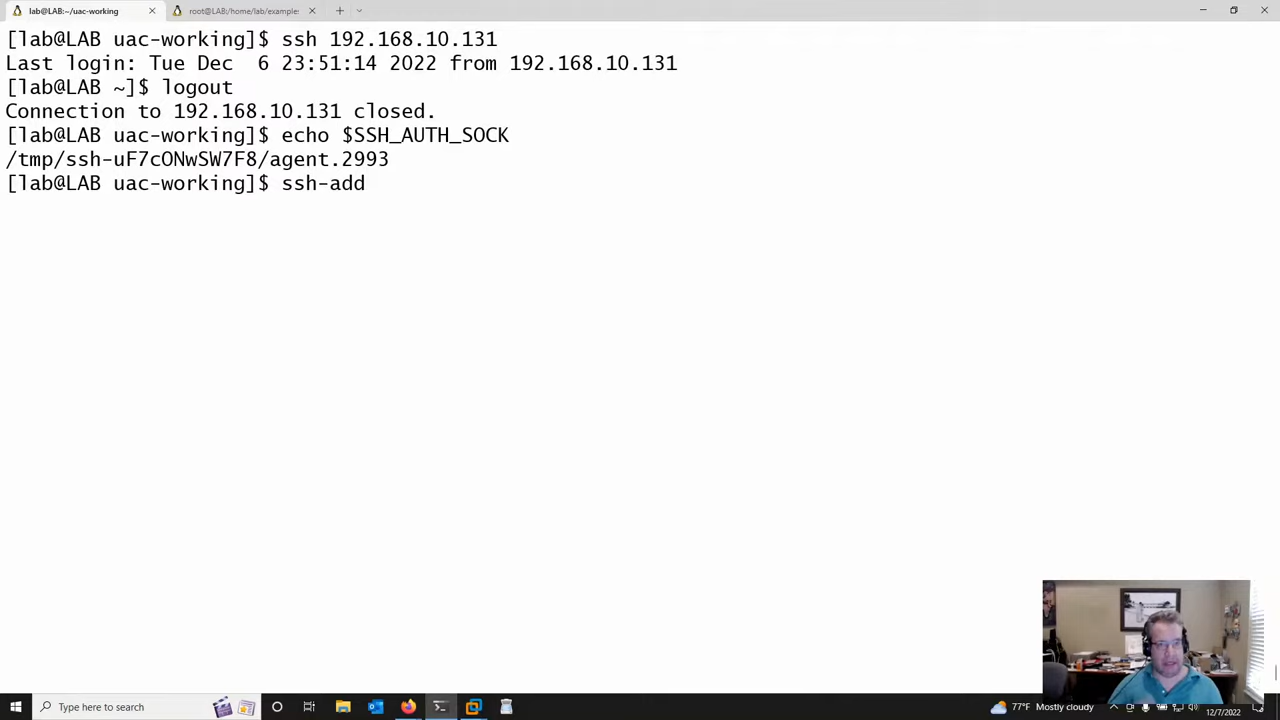 lab@LAB:~/uac-working
root@LAB:/home/lab/example
[lab@LAB uac-working]$ ssh 192.168.10.131
Last login: Tue Dec  6 23:51:14 2022 from 192.168.10.131
[lab@LAB ~]$ logout
Connection to 192.168.10.131 closed.
[lab@LAB uac-working]$ echo $SSH_AUTH_SOCK
/tmp/ssh-uF7cONwSW7F8/agent.2993
[lab@LAB uac-working]$ ssh-add
Type here to search
77°F Mostly cloudy
12/7/2022